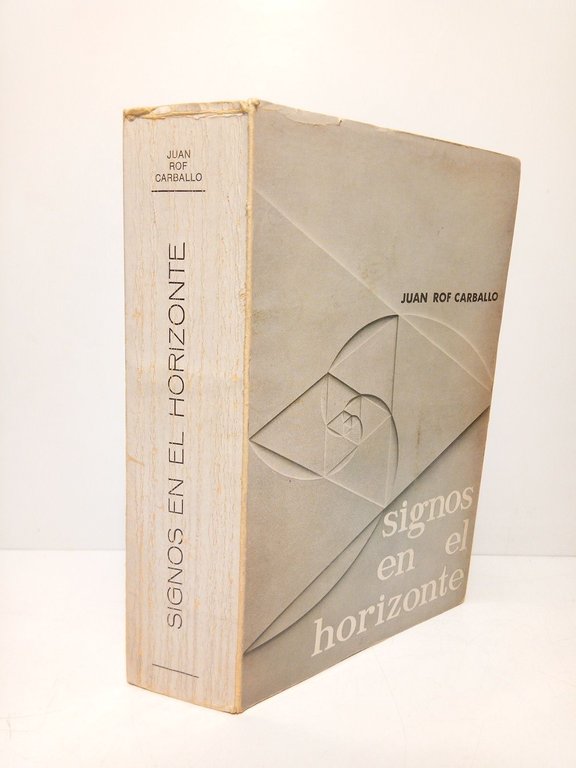 JUAN
ROF
CARBALLO
SIGNOS EN EL HORIZONTE
JUAN ROF CARBALLO
signos
en el
horizonte